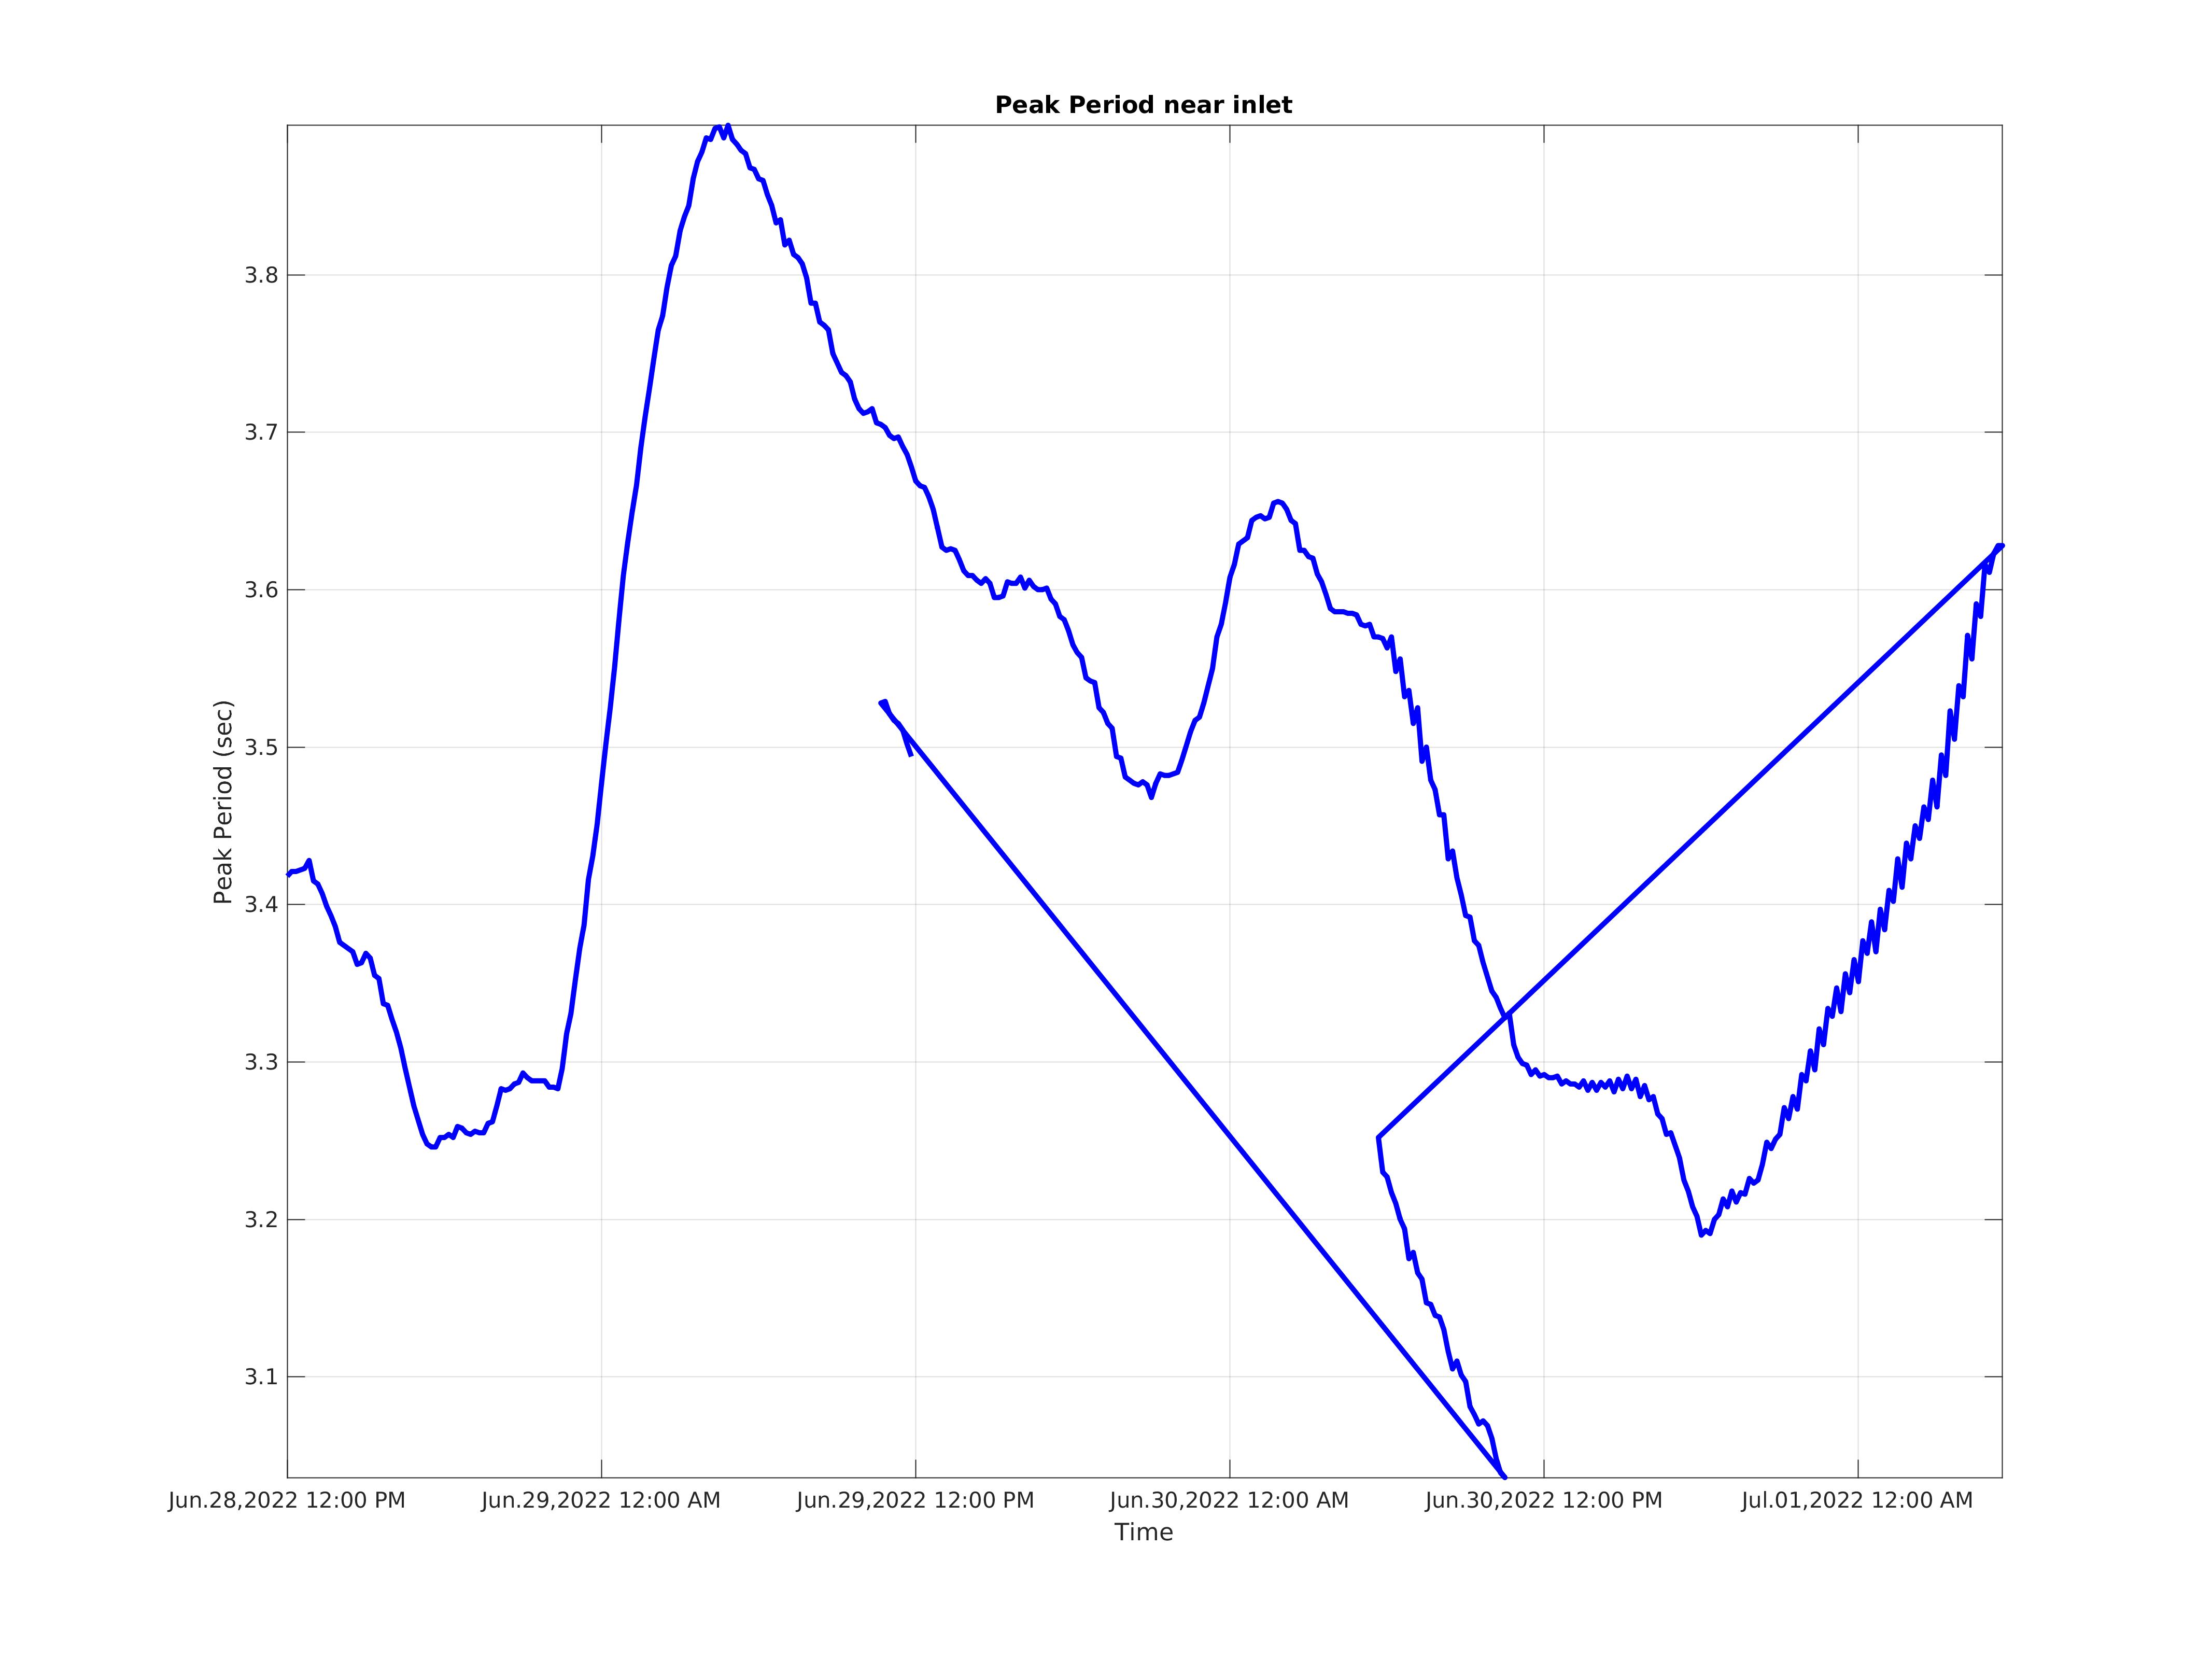 Peak Period near inlet
3.8
3.7
3.6
3.5
3.4
3.3
3.2
3.1
Peak Period (sec)
Jun.28,2022 12:00 PM Jun.29,2022 12:00 AM Jun.29,2022 12:00 PM Jun.30,2022 12:00 AM Jun.30,2022 12:00 PM Jul.01,2022 12:00 AM
Time